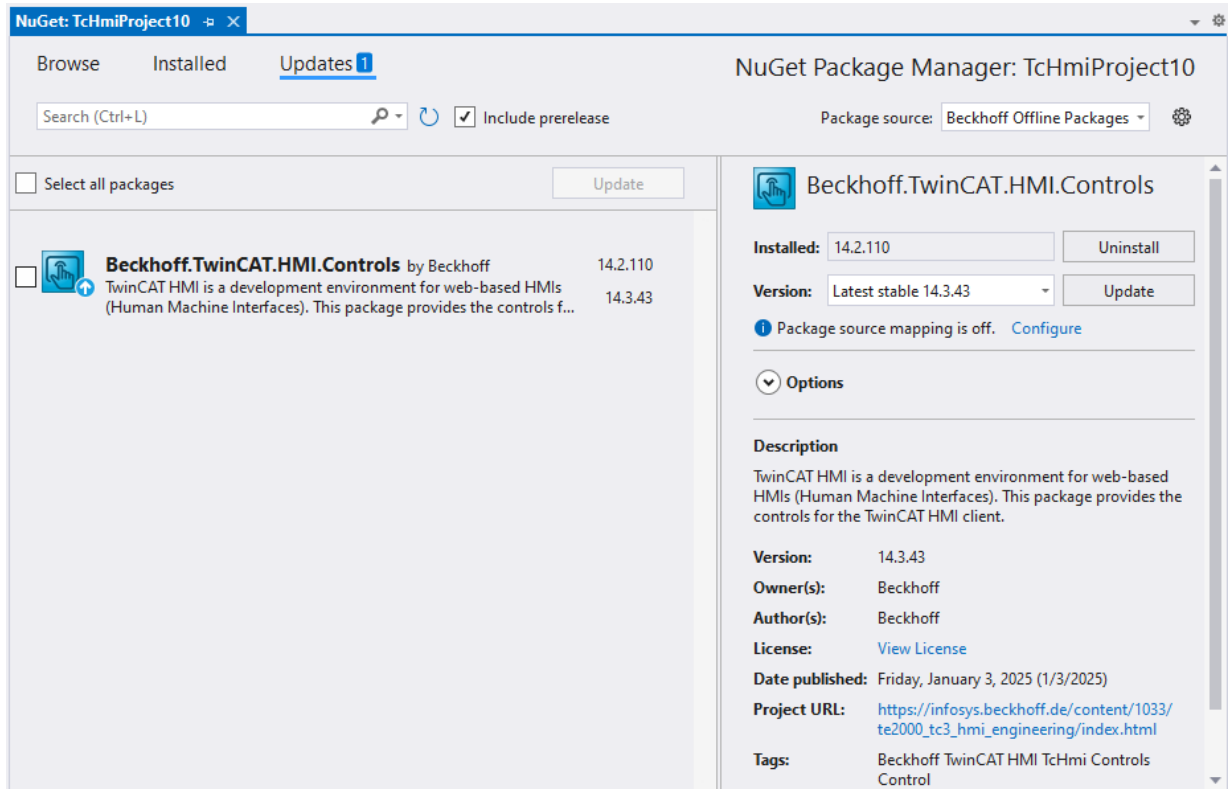 NuGet: TcHmiProject10
Browse Installed Updates 1
NuGet Package Manager: TcHmiProject10
Search (Ctrl+L)
Include prerelease
Package source: Beckhoff Offline Packages
Select all packages
Update
Beckhoff.TwinCAT.HMI.Controls by Beckhoff 14.2.110
TwinCAT HMI is a development environment for web-based HMIs
(Human Machine Interfaces). This package provides the controls f...
14.3.43
Beckhoff.TwinCAT.HMI.Controls
Installed: 14.2.110 Uninstall
Version: Latest stable 14.3.43 Update
Package source mapping is off. Configure
Options
Description
TwinCAT HMI is a development environment for web-based
HMIs (Human Machine Interfaces). This package provides the
controls for the TwinCAT HMI client.
Version: 14.3.43
Owner(s): Beckhoff
Author(s): Beckhoff
License: View License
Date published: Friday, January 3, 2025 (1/3/2025)
Project URL: https://infosys.beckhoff.de/content/1033/
te2000_tc3_hmi_engineering/index.html
Tags: Beckhoff TwinCAT HMI TcHmi Controls
Control